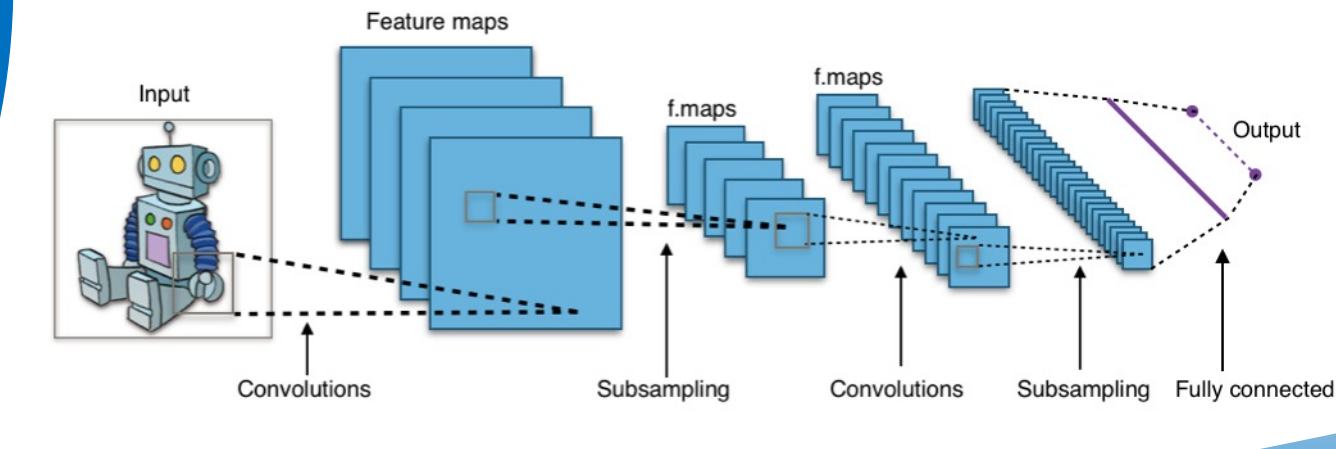 Feature maps
Input
f.maps
f.maps
Output
Convolutions
Subsampling
Convolutions
Subsampling
Fully connected